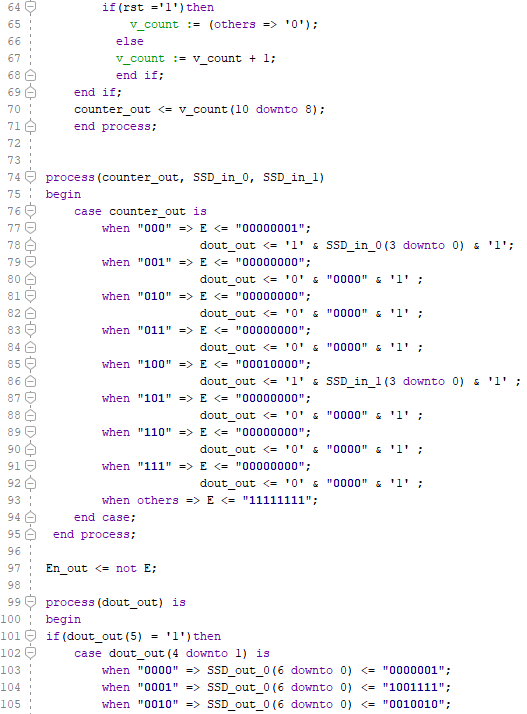 64 if(rst ='1')then
65 v_count := (others => '0');
66 else
67 v_count := v_count + 1;
68 end if;
69 end if;
70 counter_out <= v_count(10 downto 8);
71 end process;
72
73
74 process(counter_out, SSD_in_0, SSD_in_1)
75 begin
76 case counter_out is
77 when "000" => E <= "00000001";
78 dout_out <= '1' & SSD_in_0(3 downto 0) & '1';
79 when "001" => E <= "00000000";
80 dout_out <= '0' & "0000" & '1' ;
81 when "010" => E <= "00000000";
82 dout_out <= '0' & "0000" & '1' ;
83 when "011" => E <= "00000000";
84 dout_out <= '0' & "0000" & '1' ;
85 when "100" => E <= "00010000";
86 dout_out <= '1' & SSD_in_1(3 downto 0) & '1' ;
87 when "101" => E <= "00000000";
88 dout_out <= '0' & "0000" & '1' ;
89 when "110" => E <= "00000000";
90 dout_out <= '0' & "0000" & '1' ;
91 when "111" => E <= "00000000";
92 dout_out <= '0' & "0000" & '1' ;
93 when others => E <= "11111111";
94 end case;
95 end process;
96
97 En_out <= not E;
98
99 process(dout_out) is
100 begin
101 if(dout_out(5) = '1')then
102 case dout_out(4 downto 1) is
103 when "0000" => SSD_out_0(6 downto 0) <= "0000001";
104 when "0001" => SSD_out_0(6 downto 0) <= "1001111";
105 when "0010" => SSD_out_0(6 downto 0) <= "0010010";